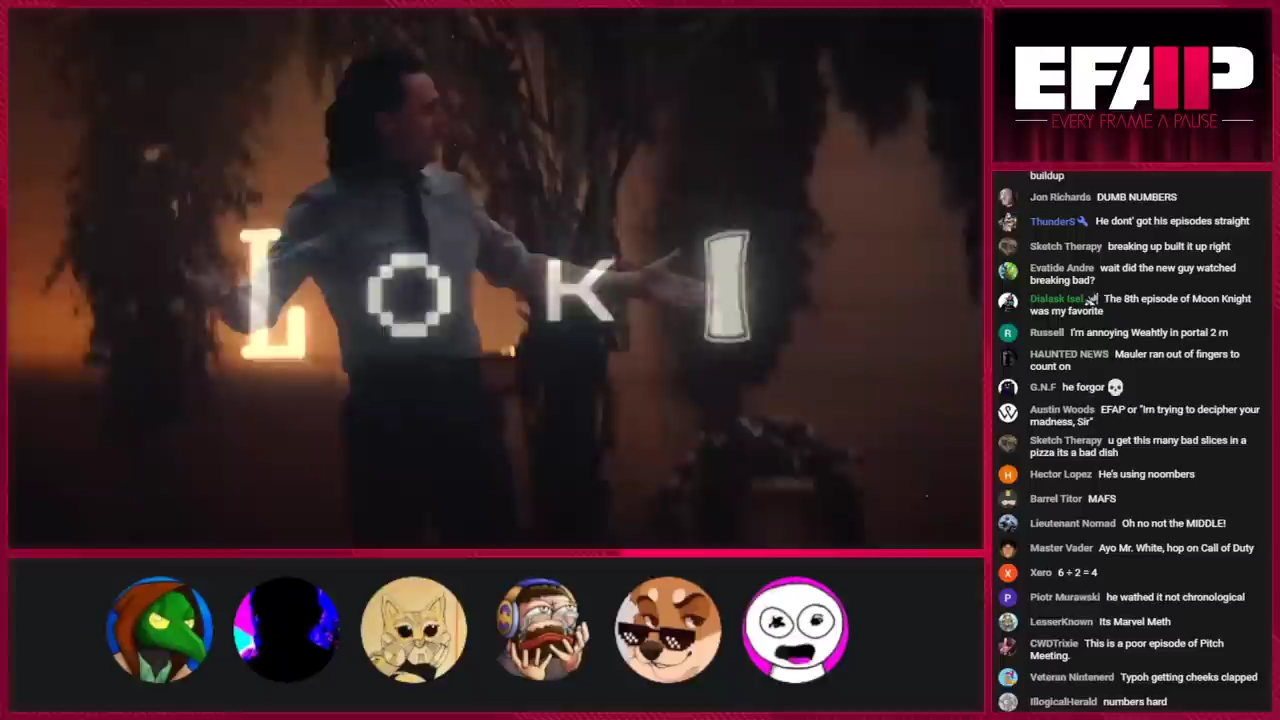 LOKI
EFAP
EVERY FRAME A PAUSE
buildup
Jon Richards DUMB NUMBERS
ThunderS He dont' got his episodes straight
Sketch Therapy breaking up built it up right
Evatide Andre wait did the new guy watched
breaking bad?
Dialask Isel The 8th episode of Moon Knight
was my favorite
R Russell I'm annoying Weahtly in portal 2 rn
HAUNTED NEWS Mauler ran out of fingers to
count on
G.N.F he forgor
Austin Woods EFAP or "Im trying to decipher your
madness, Sir"
Sketch Therapy u get this many bad slices in a
pizza its a bad dish
H Hector Lopez He's using noombers
Barrel Titor MAFS
Lieutenant Nomad Oh no not the MIDDLE!
Master Vader Ayo Mr. White, hop on Call of Duty
X Xero 6 ÷ 2 = 4
P Piotr Murawski he wathed it not chronological
LesserKnown Its Marvel Meth
CWDTrixie This is a poor episode of Pitch
Meeting.
Veteran Nintenerd Typoh getting cheeks clapped
IllogicalHerald numbers hard